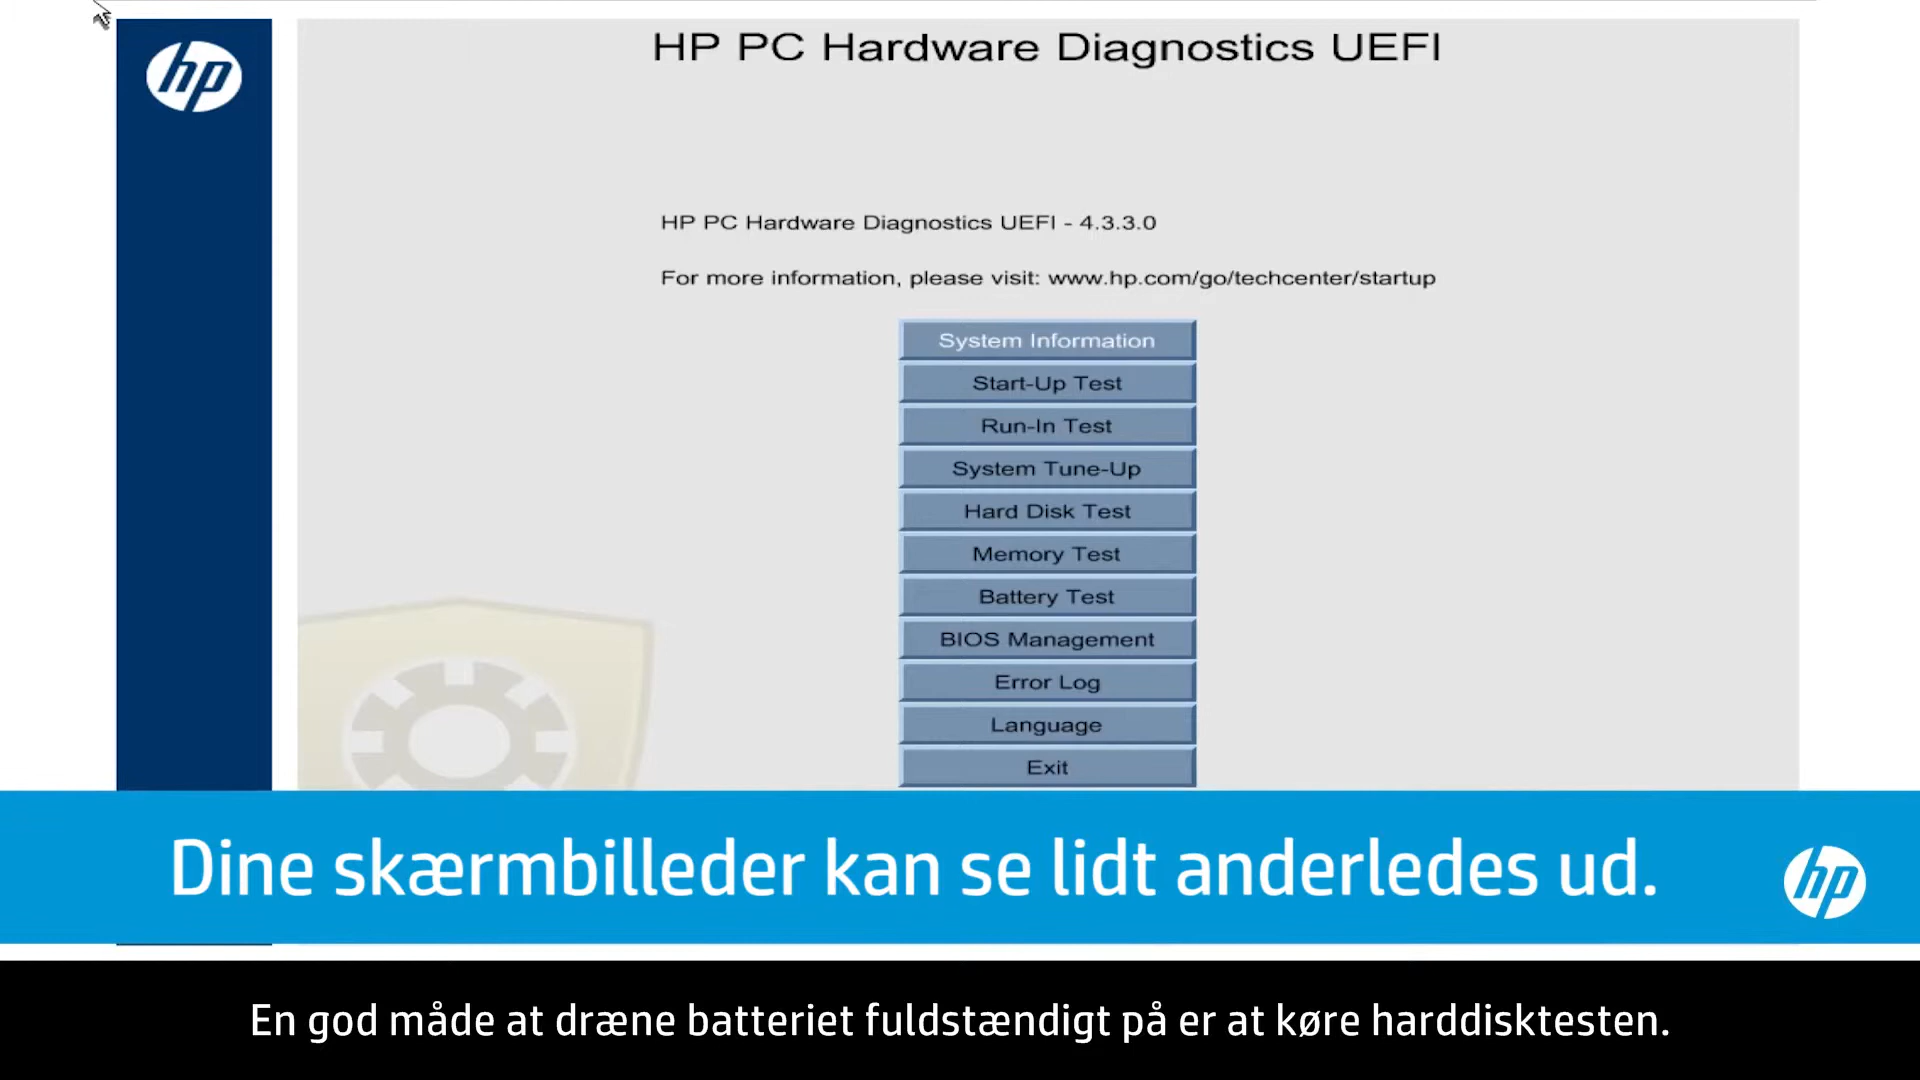 hp
HP PC Hardware Diagnostics UEFI
HP PC Hardware Diagnostics UEFI - 4.3.3.0
For more information, please visit: www.hp.com/go/techcenter/startup
System Information
Start-Up Test
Run-In Test
System Tune-Up
Hard Disk Test
Memory Test
Battery Test
BIOS Management
Error Log
Language
Exit
Dine skærmbilleder kan se lidt anderledes ud.
hp
En god måde at dræne batteriet fuldstændigt på er at køre harddisktesten.